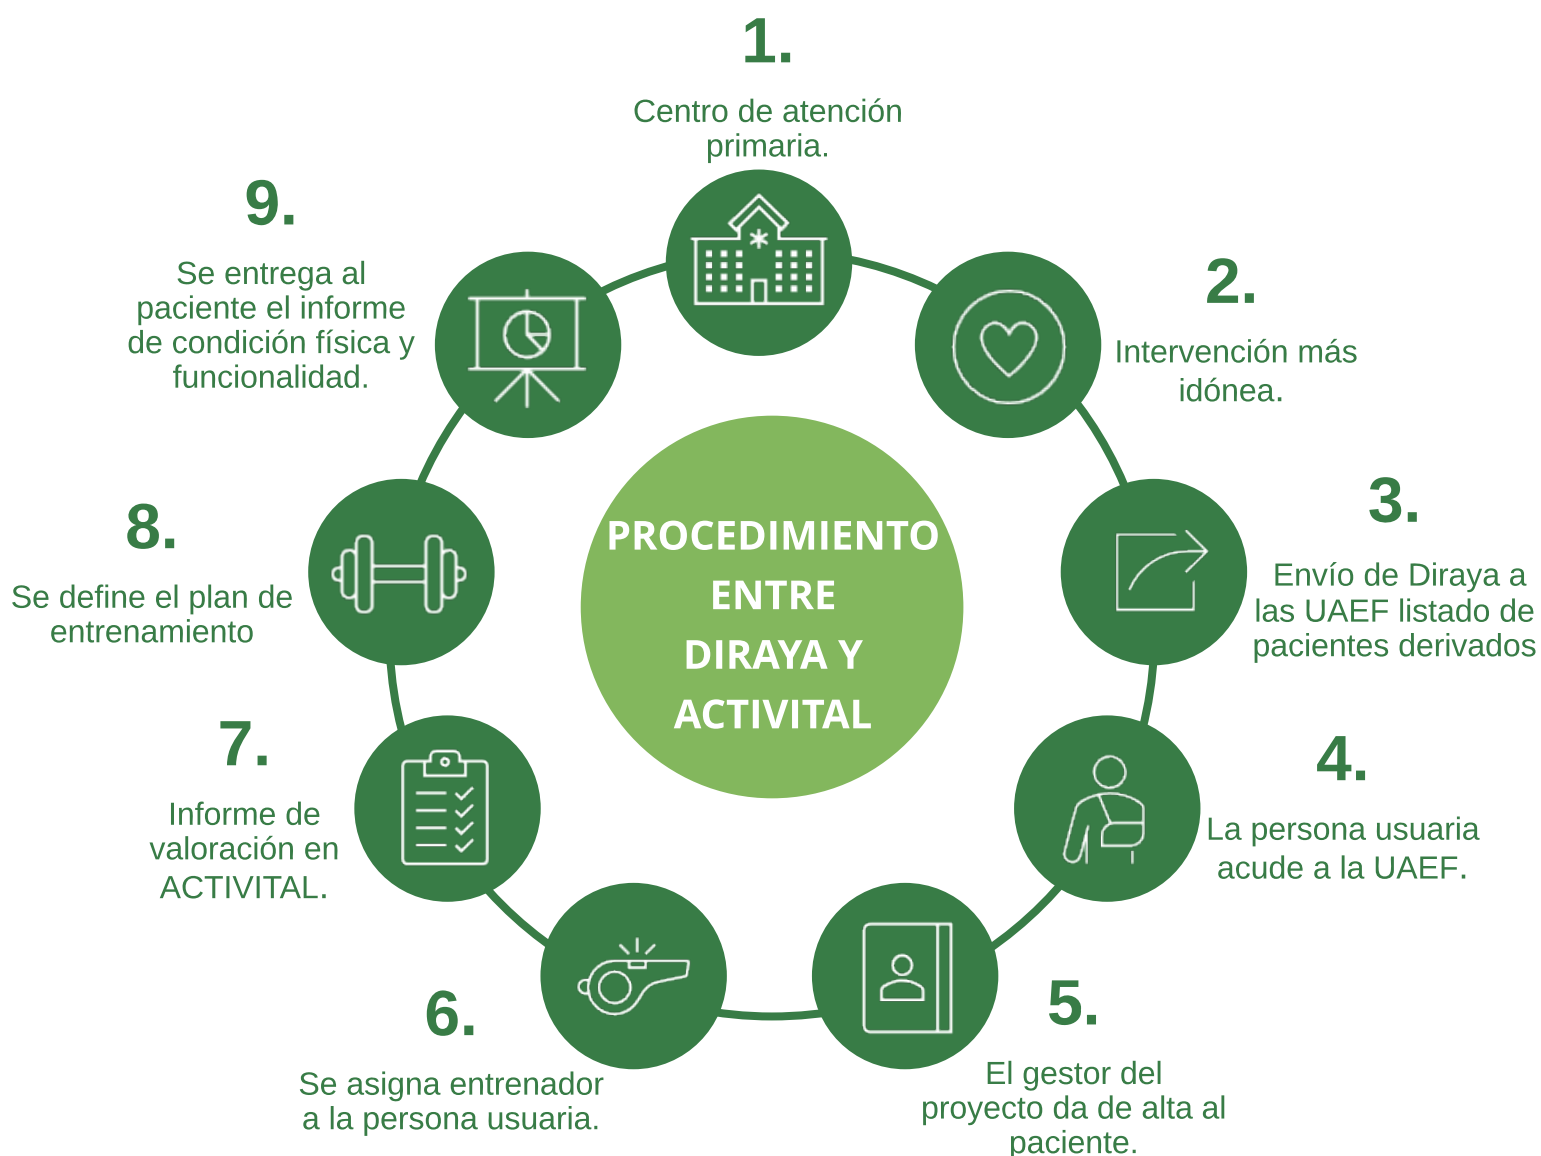 1.
Centro de atención
primaria.
2.
Intervención más
idónea.
3.
Envío de Diraya a
las UAEF listado de
pacientes derivados
4.
La persona usuaria
acude a la UAEF.
5.
El gestor del
proyecto da de alta al
paciente.
6.
Se asigna entrenador
a la persona usuaria.
7.
Informe de
valoración en
ACTIVITAL.
8.
Se define el plan de
entrenamiento
9.
Se entrega al
paciente el informe
de condición física y
funcionalidad.
PROCEDIMIENTO
ENTRE
DIRAYA Y
ACTIVITAL